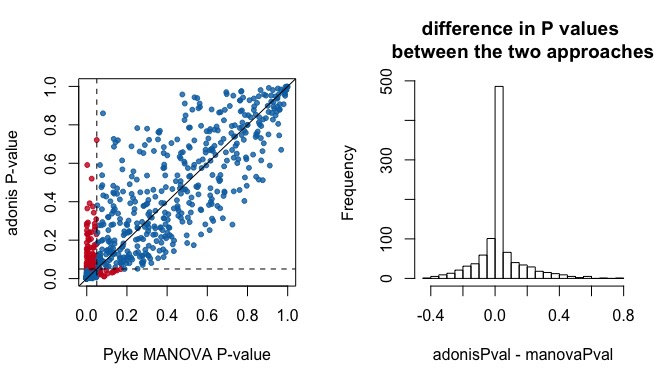 difference in P values
between the two approaches
adonis P-value
0.0 0.2 0.4 0.6 0.8 1.0
0.0 0.2 0.4 0.6 0.8 1.0
Pyke MANOVA P-value
Frequency
0 100 300 500
-0.4 0.0 0.4 0.8
adonisPval - manovaPval